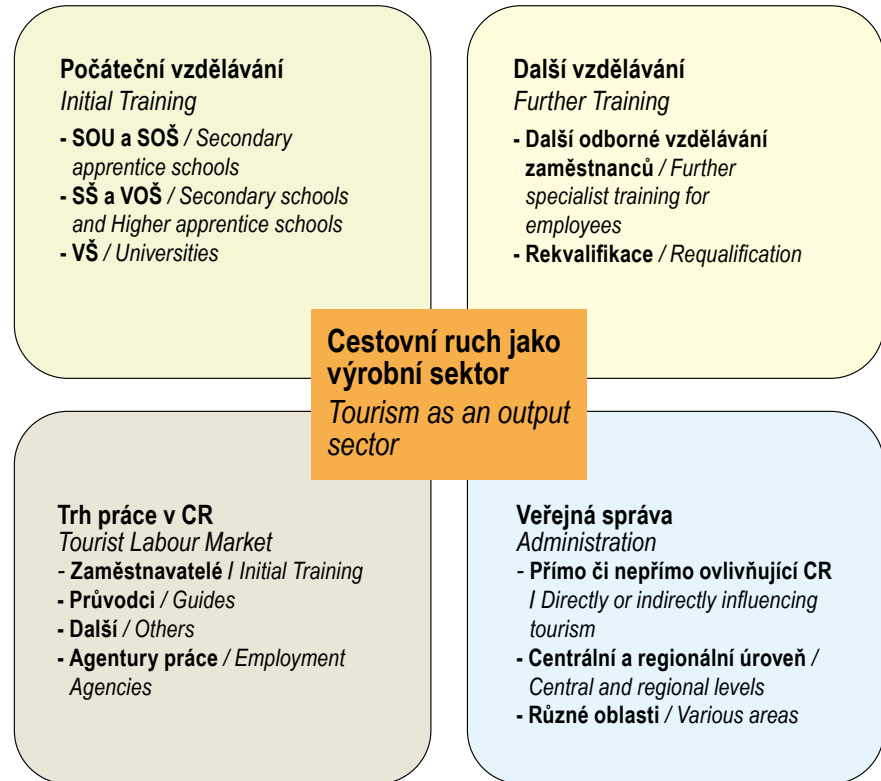 Počáteční vzdělávání
Initial Training
- SOU a SOŠ / Secondary
apprentice schools
- SŠ a VOŠ / Secondary schools
and Higher apprentice schools
- VŠ / Universities
Další vzdělávání
Further Training
- Další odborné vzdělávání
zaměstnanců / Further
specialist training for
employees
- Rekvalifikace / Requalification
Cestovní ruch jako
výrobní sektor
Tourism as an output
sector
Trh práce v CR
Tourist Labour Market
- Zaměstnavatelé / Initial Training
- Průvodci / Guides
- Další / Others
- Agentury práce / Employment
Agencies
Veřejná správa
Administration
- Přímo či nepřímo ovlivňující CR
/ Directly or indirectly influencing
tourism
- Centrální a regionální úroveň /
Central and regional levels
- Různé oblasti / Various areas